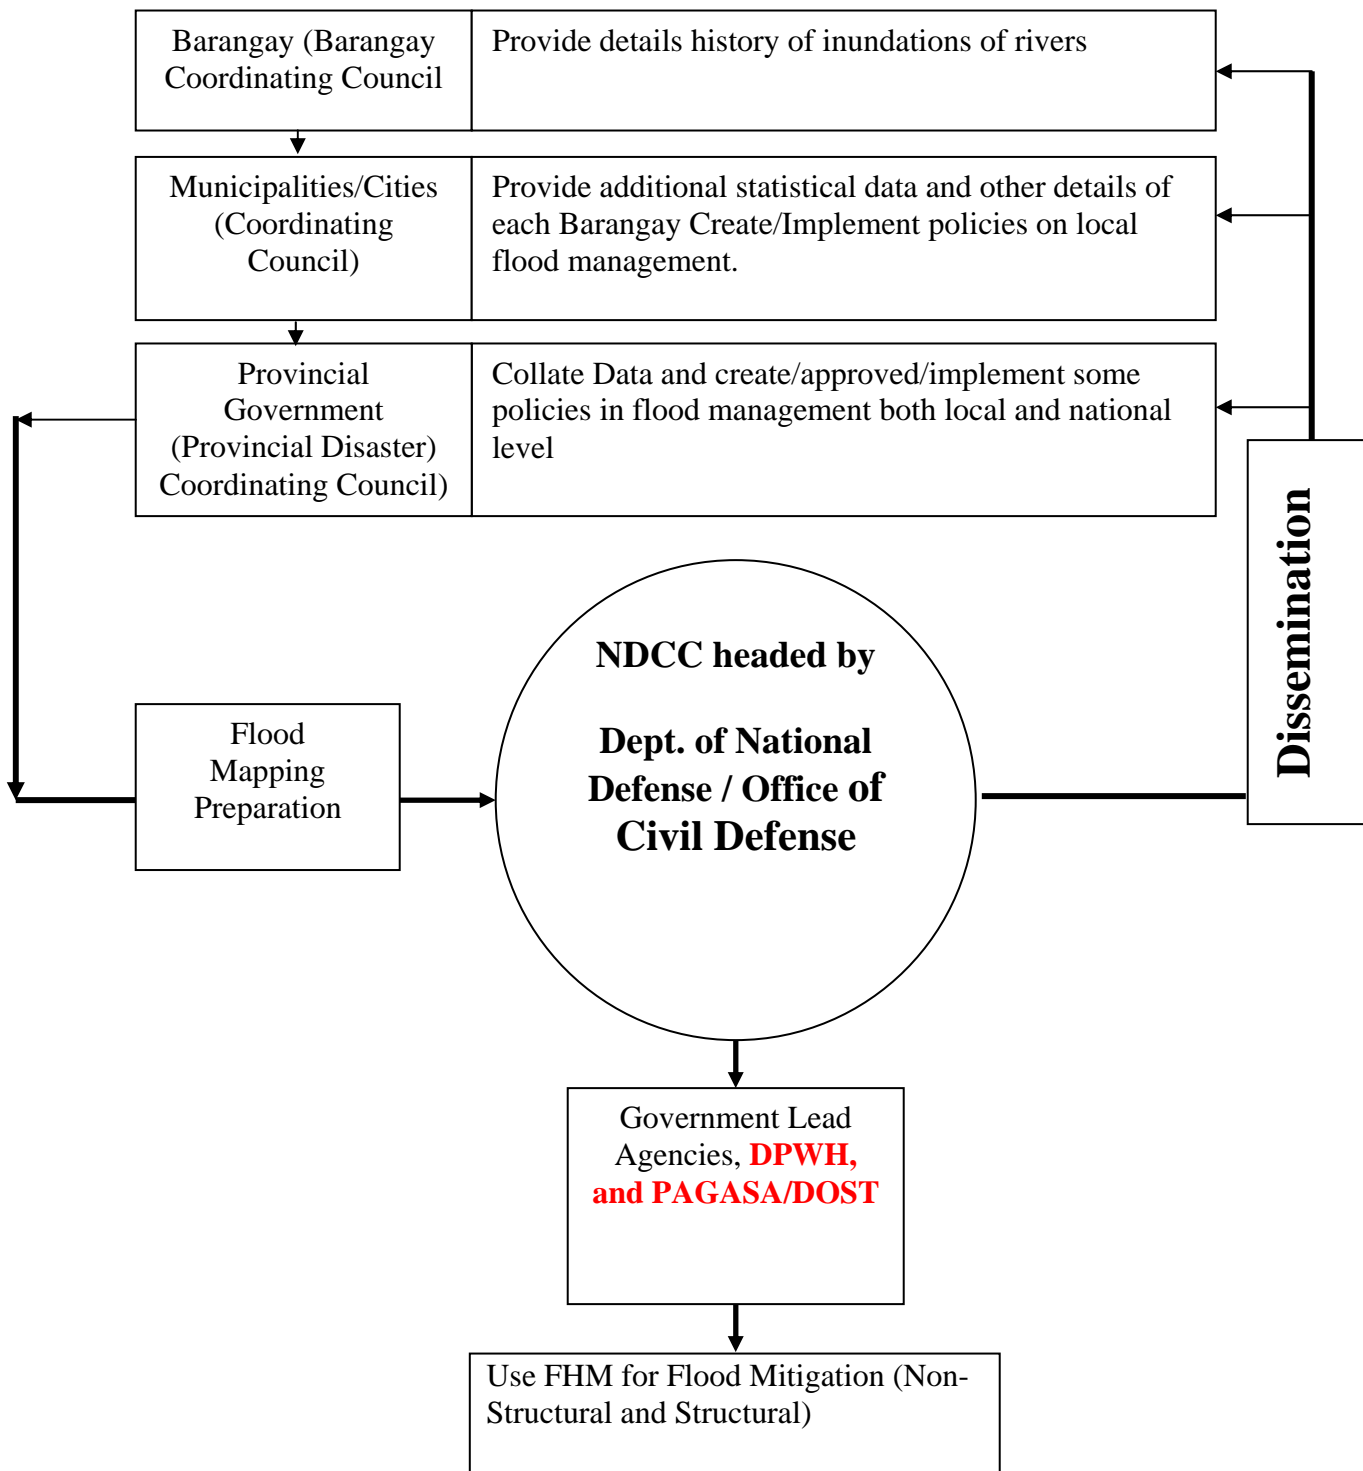 Barangay (Barangay
Coordinating Council
Provide details history of inundations of rivers
Municipalities/Cities
(Coordinating
Council)
Provide additional statistical data and other details of
each Barangay Create/Implement policies on local
flood management.
Provincial
Government
(Provincial Disaster)
Coordinating Council)
Collate Data and create/approved/implement some
policies in flood management both local and national
level
Dissemination
NDCC headed by
Dept. of National
Defense / Office of
Civil Defense
Flood
Mapping
Preparation
Government Lead
Agencies, DPWH,
and PAGASA/DOST
Use FHM for Flood Mitigation (Non-
Structural and Structural)